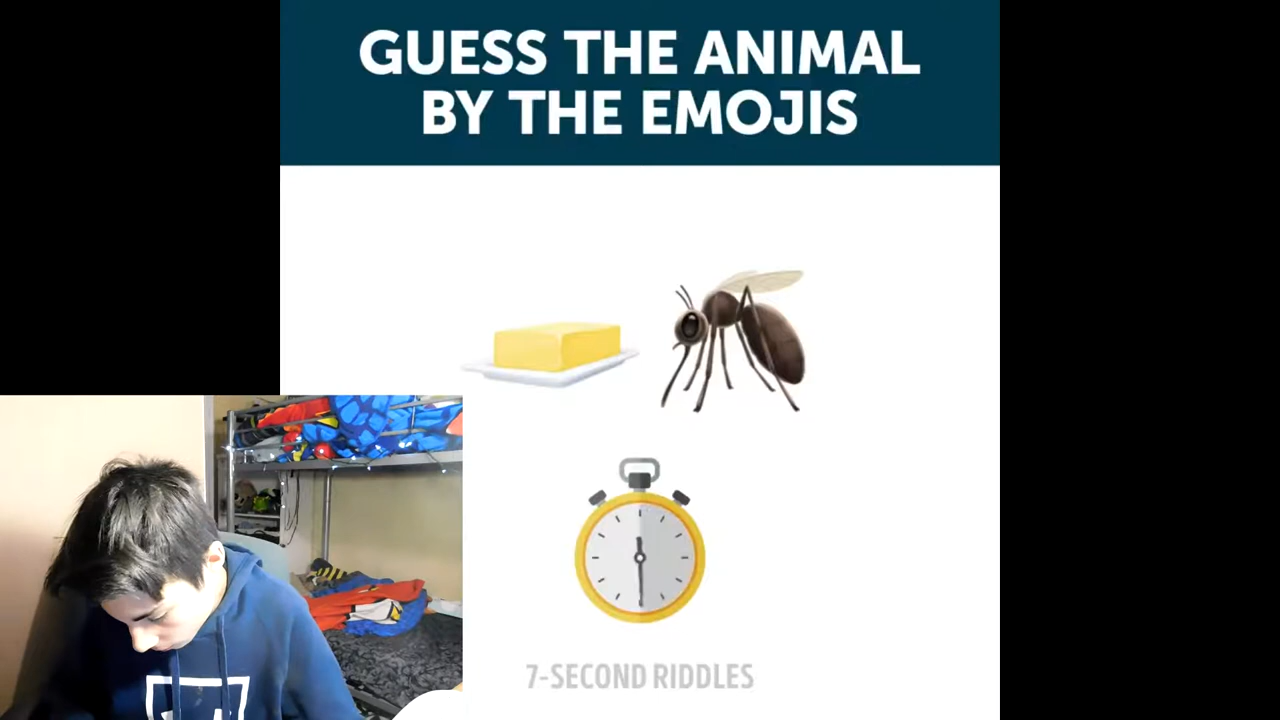 GUESS THE ANIMAL
BY THE EMOJIS
7-SECOND RIDDLES